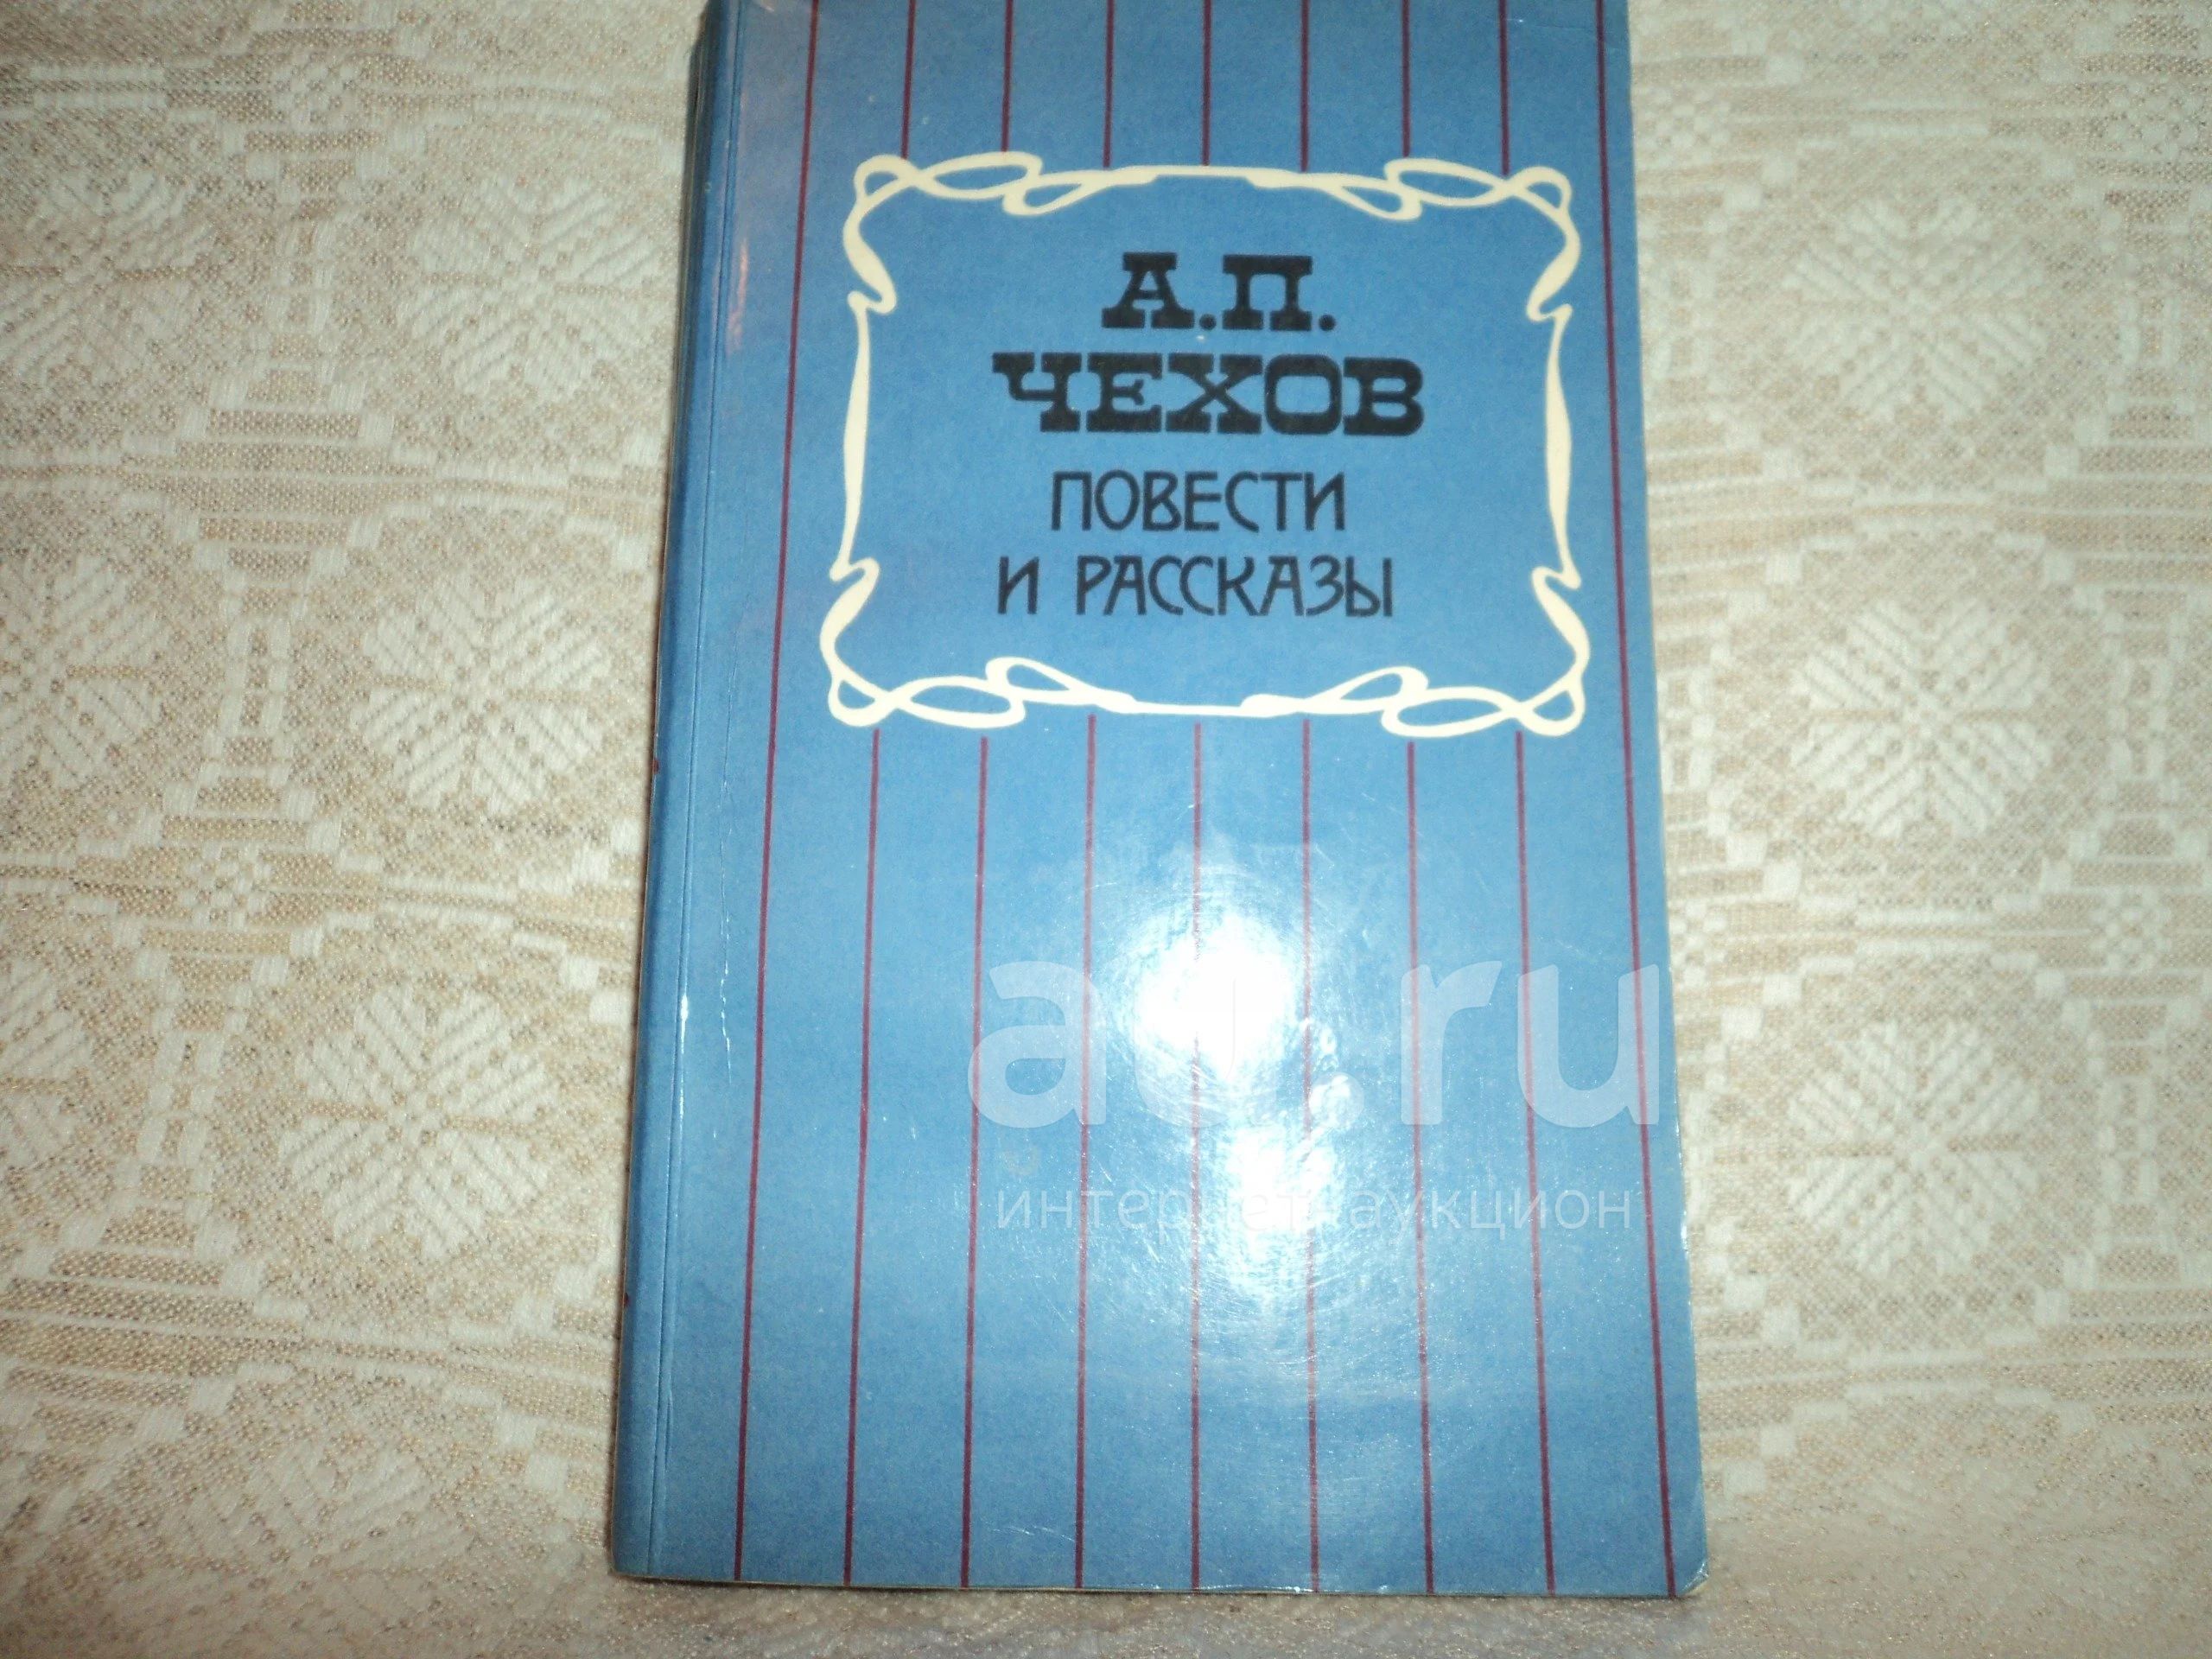 А.П.
ЧЕХОВ
ПОВЕСТИ
И РАССКАЗЫ
au.ru
интернет-аукцион